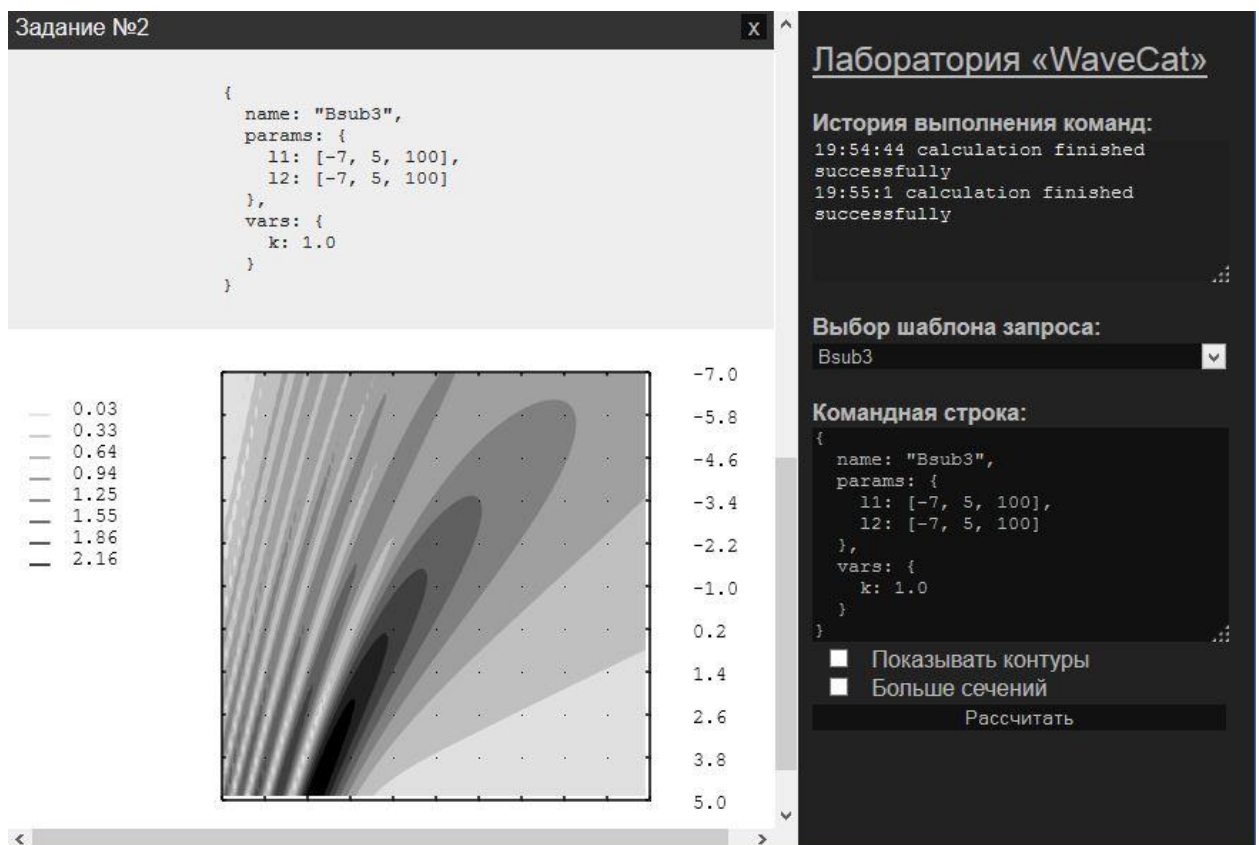 Задание №2
x
{
name: "Bsub3",
params: {
l1: [-7, 5, 100],
l2: [-7, 5, 100]
},
vars: {
k: 1.0
}
}
0.03
0.33
0.64
0.94
1.25
1.55
1.86
2.16
-7.0
-5.8
-4.6
-3.4
-2.2
-1.0
0.2
1.4
2.6
3.8
5.0
Лаборатория «WaveCat»
История выполнения команд:
19:54:44 calculation finished
successfully
19:55:1 calculation finished
successfully
Выбор шаблона запроса:
Bsub3
Командная строка:
{
name: "Bsub3",
params: {
l1: [-7, 5, 100],
l2: [-7, 5, 100]
},
vars: {
k: 1.0
}
}
Показывать контуры
Больше сечений
Рассчитать